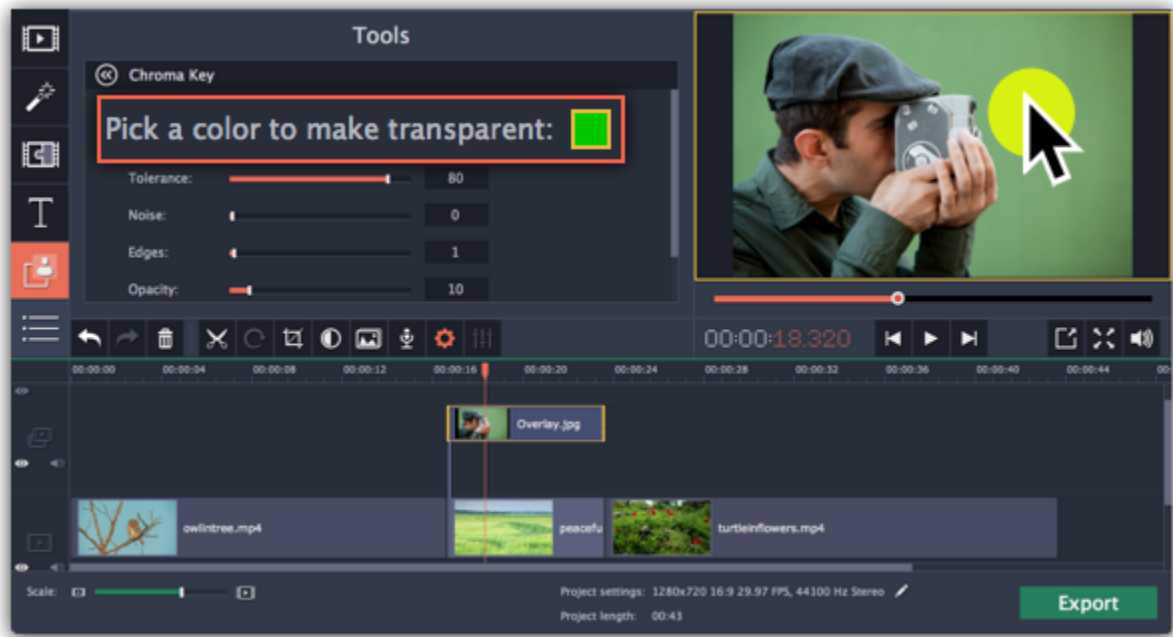 Tools
Chroma Key
Pick a color to make transparent:
Tolerance: 80
Noise: 0
Edges: 1
Opacity: 10
T
00:00:18.320
00:00:00 00:00:04 00:00:08 00:00:12 00:00:16 00:00:20 00:00:24 00:00:28 00:00:32 00:00:36 00:00:40 00:00:44 00:
Overlay.jpg
owlintree.mp4 peacefu turtleinflowers.mp4
Scale:
Project settings: 1280x720 16:9 29.97 FPS, 44100 Hz Stereo
Project length: 00:43
Export